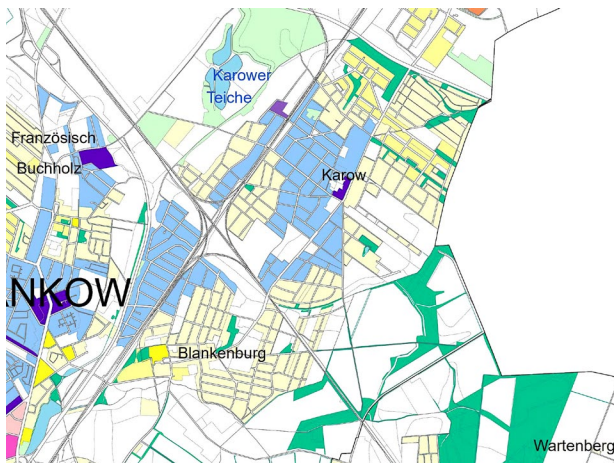 Karower
Teiche
Französisch
Buchholz
Karow
ANKOW
Blankenburg
Wartenberg